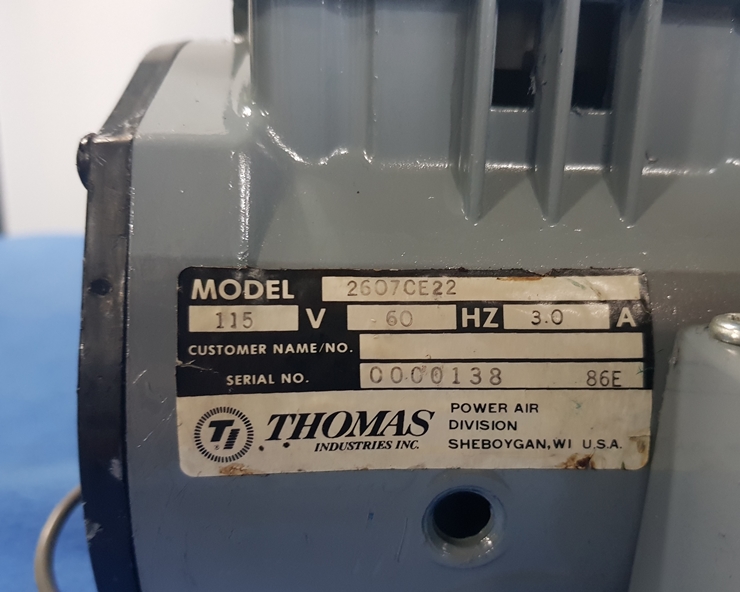 MODEL 2607CE22
115 V 60 HZ 3.0 A
CUSTOMER NAME/NO.
SERIAL NO. 0000138 86E
TI THOMAS POWER AIR
INDUSTRIES INC. DIVISION
SHEBOYGAN, WI U.S.A.